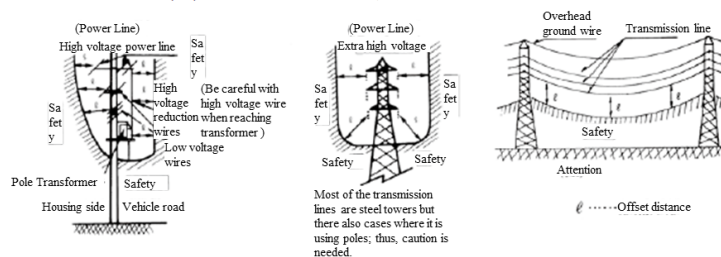 (Power Line)
High voltage power line
Sa
fet
y
Sa
fet
y
High
voltage
reduction
wires
(Be careful with
high voltage wire
when reaching
transformer )
Low voltage
wires
Pole Transformer
Safety
Housing side
Vehicle road
(Power Line)
Extra high voltage
Sa
fet
y
Sa
fet
y
Safety
Safety
Most of the transmission
lines are steel towers but
there also cases where it is
using poles; thus, caution is
needed.
Overhead
ground wire
Transmission line
ℓ
ℓ
ℓ
Safety
Attention
ℓ ······Offset distance